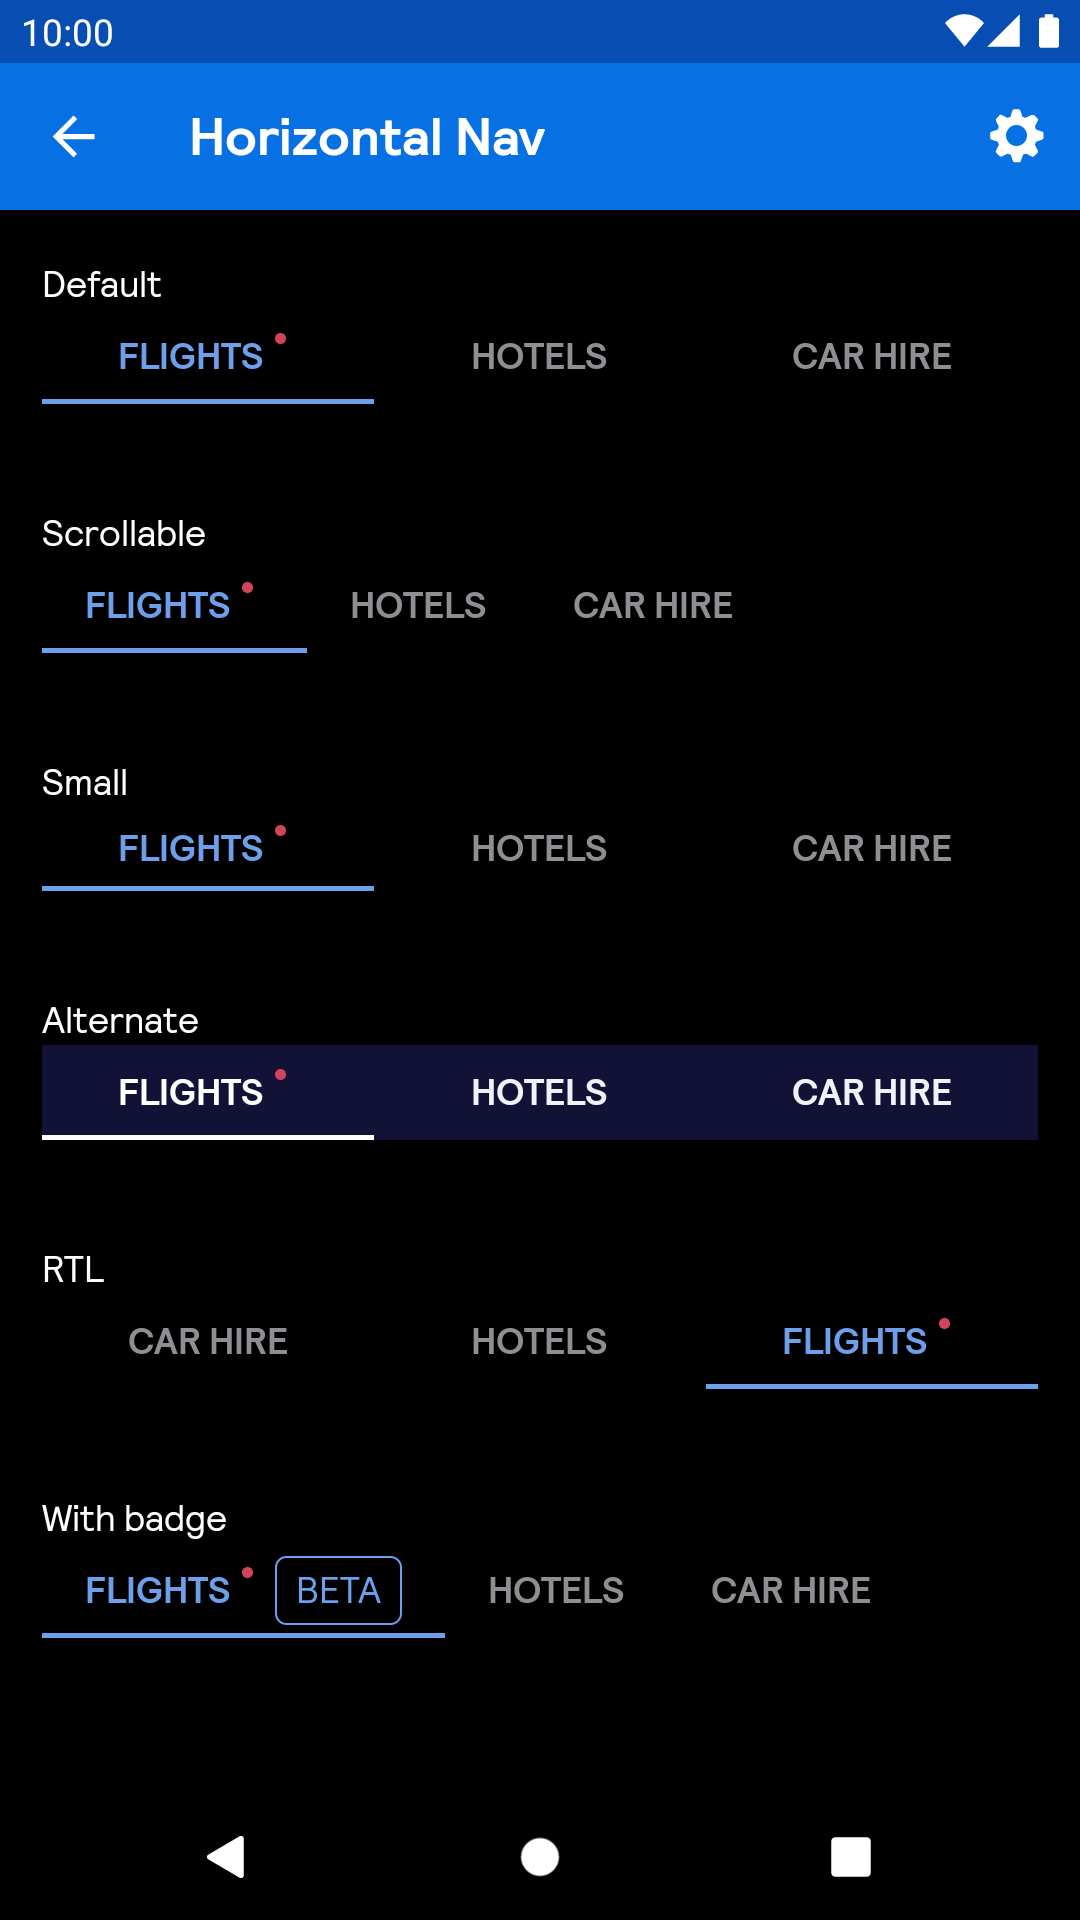 10:00
Horizontal Nav
Default
FLIGHTS HOTELS CAR HIRE
Scrollable
FLIGHTS HOTELS CAR HIRE
Small
FLIGHTS HOTELS CAR HIRE
Alternate
FLIGHTS HOTELS CAR HIRE
RTL
CAR HIRE HOTELS FLIGHTS
With badge
FLIGHTS BETA HOTELS CAR HIRE